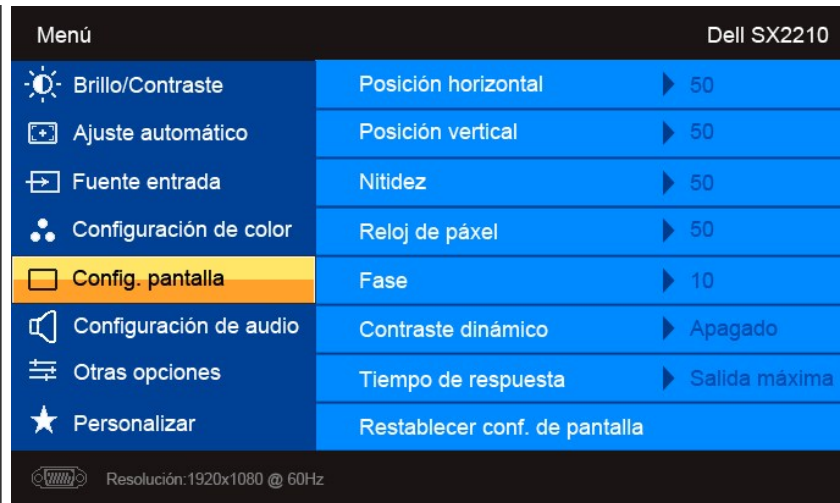 Menú Dell SX2210
Brillo/Contraste Posición horizontal 50
Ajuste automático Posición vertical 50
Fuente entrada Nitidez 50
Configuración de color Reloj de páxel 50
Config. pantalla Fase 10
Configuración de audio Contraste dinámico Apagado
Otras opciones Tiempo de respuesta Salida máxima
Personalizar Restablecer conf. de pantalla
Resolución:1920x1080 @ 60Hz